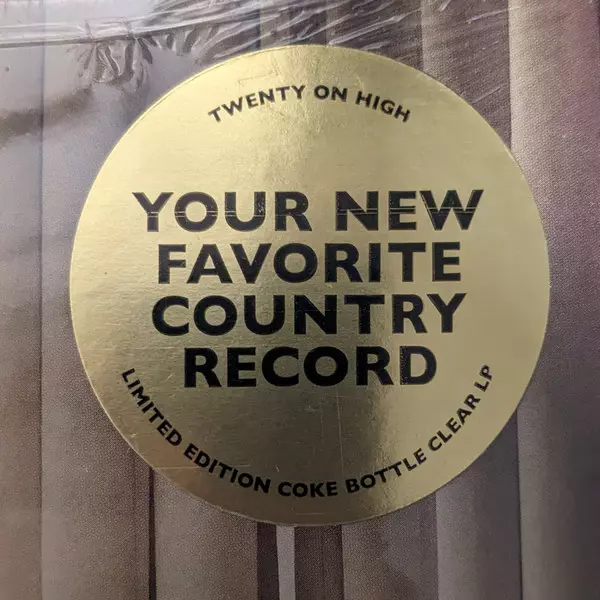 TWENTY ON HIGH
YOUR NEW
FAVORITE
COUNTRY
RECORD
LIMITED EDITION COKE BOTTLE CLEAR LP